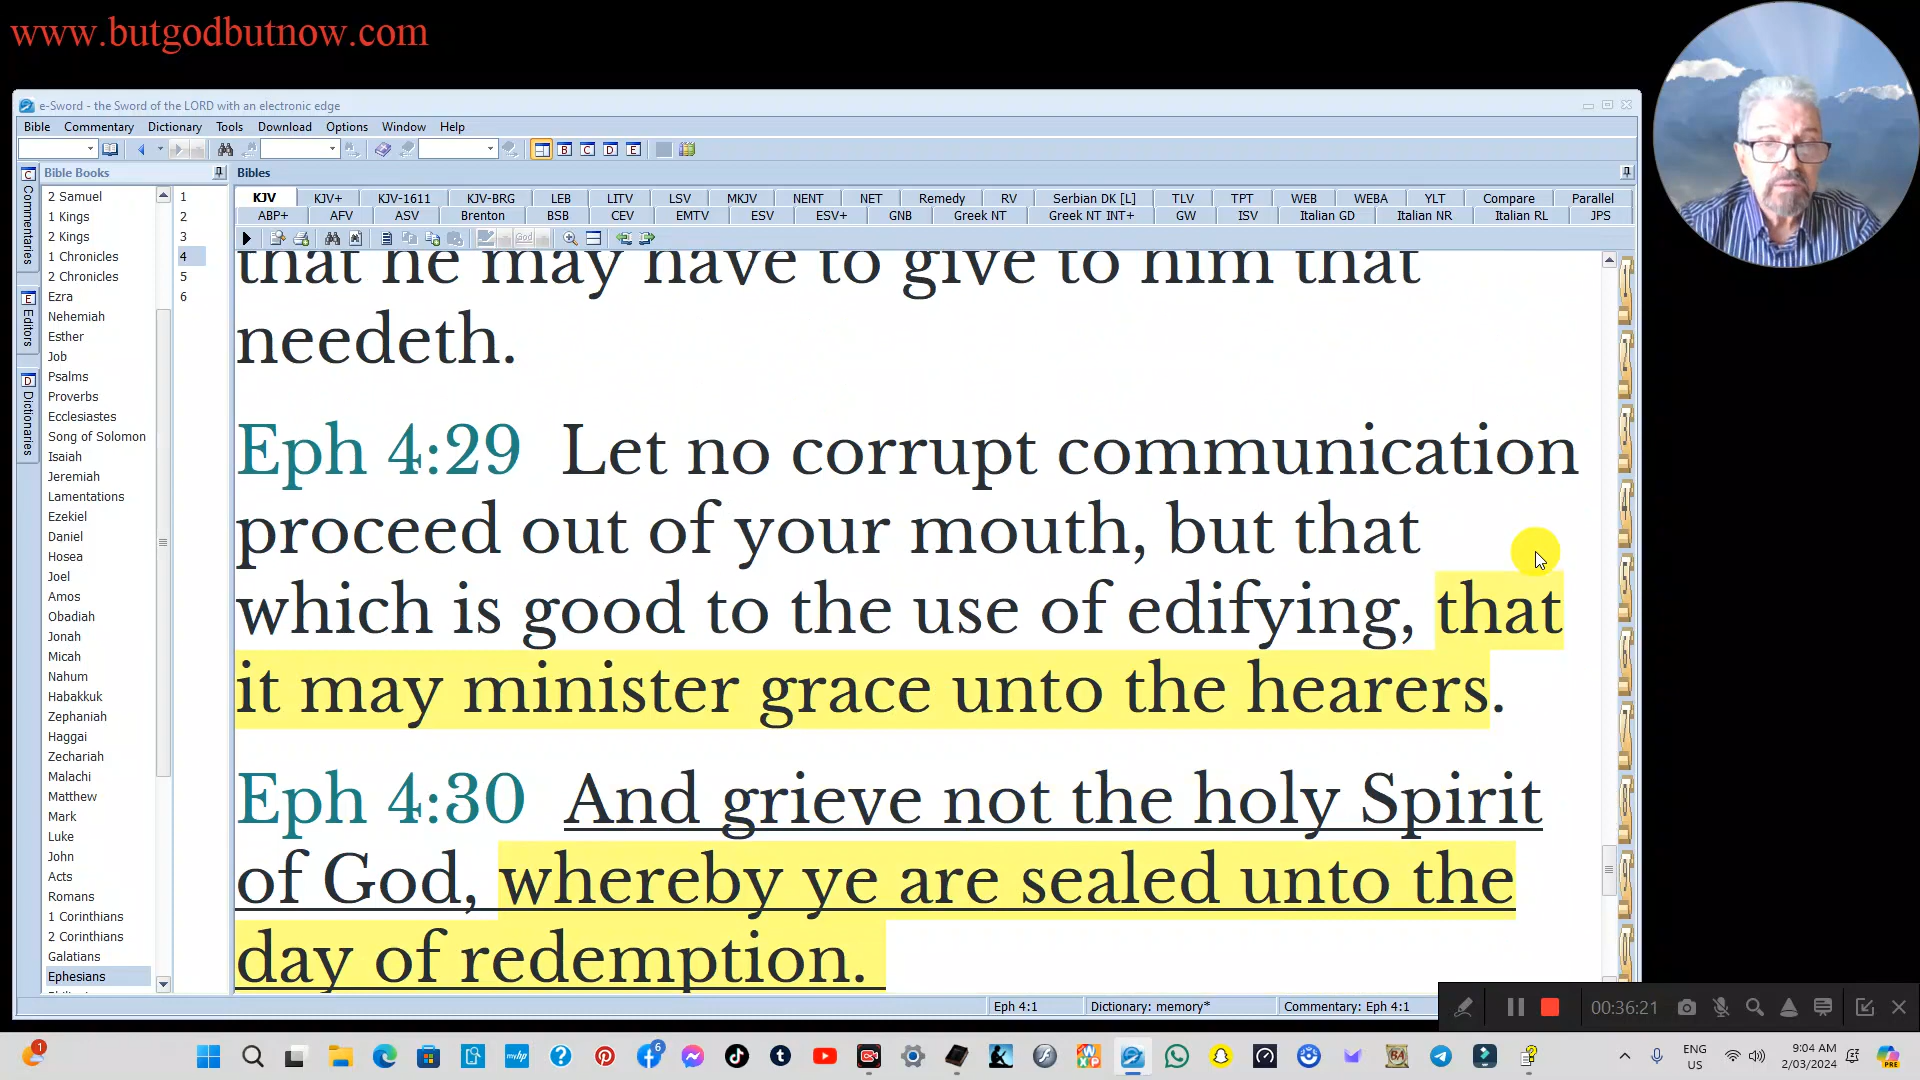 www.butgodbutnow.com
e-Sword - the Sword of the LORD with an electronic edge
Bible Commentary Dictionary Tools Download Options Window Help
B C D E
Bible Books
Bibles
KJV KJV+ KJV-1611 KJV-BRG LEB LITV LSV MKJV NENT NET Remedy RV Serbian DK [L] TLV TPT WEB WEBA YLT Compare Parallel
ABP+ AFV ASV Brenton BSB CEV EMTV ESV ESV+ GNB Greek NT Greek NT INT+ GW ISV Italian GD Italian NR Italian RL JPS
God
C Commentaries
E Editors
D Dictionaries
2 Samuel
1 Kings
2 Kings
1 Chronicles
2 Chronicles
Ezra
Nehemiah
Esther
Job
Psalms
Proverbs
Ecclesiastes
Song of Solomon
Isaiah
Jeremiah
Lamentations
Ezekiel
Daniel
Hosea
Joel
Amos
Obadiah
Jonah
Micah
Nahum
Habakkuk
Zephaniah
Haggai
Zechariah
Malachi
Matthew
Mark
Luke
John
Acts
Romans
1 Corinthians
2 Corinthians
Galatians
Ephesians
1
2
3
4
5
6
that he may have to give to him that
needeth.
Eph 4:29 Let no corrupt communication
proceed out of your mouth, but that
which is good to the use of edifying, that
it may minister grace unto the hearers.
Eph 4:30 And grieve not the holy Spirit
of God, whereby ye are sealed unto the
day of redemption.
Eph 4:1
Dictionary: memory*
Commentary: Eph 4:1
00:36:21
ENG
US
9:04 AM
2/03/2024